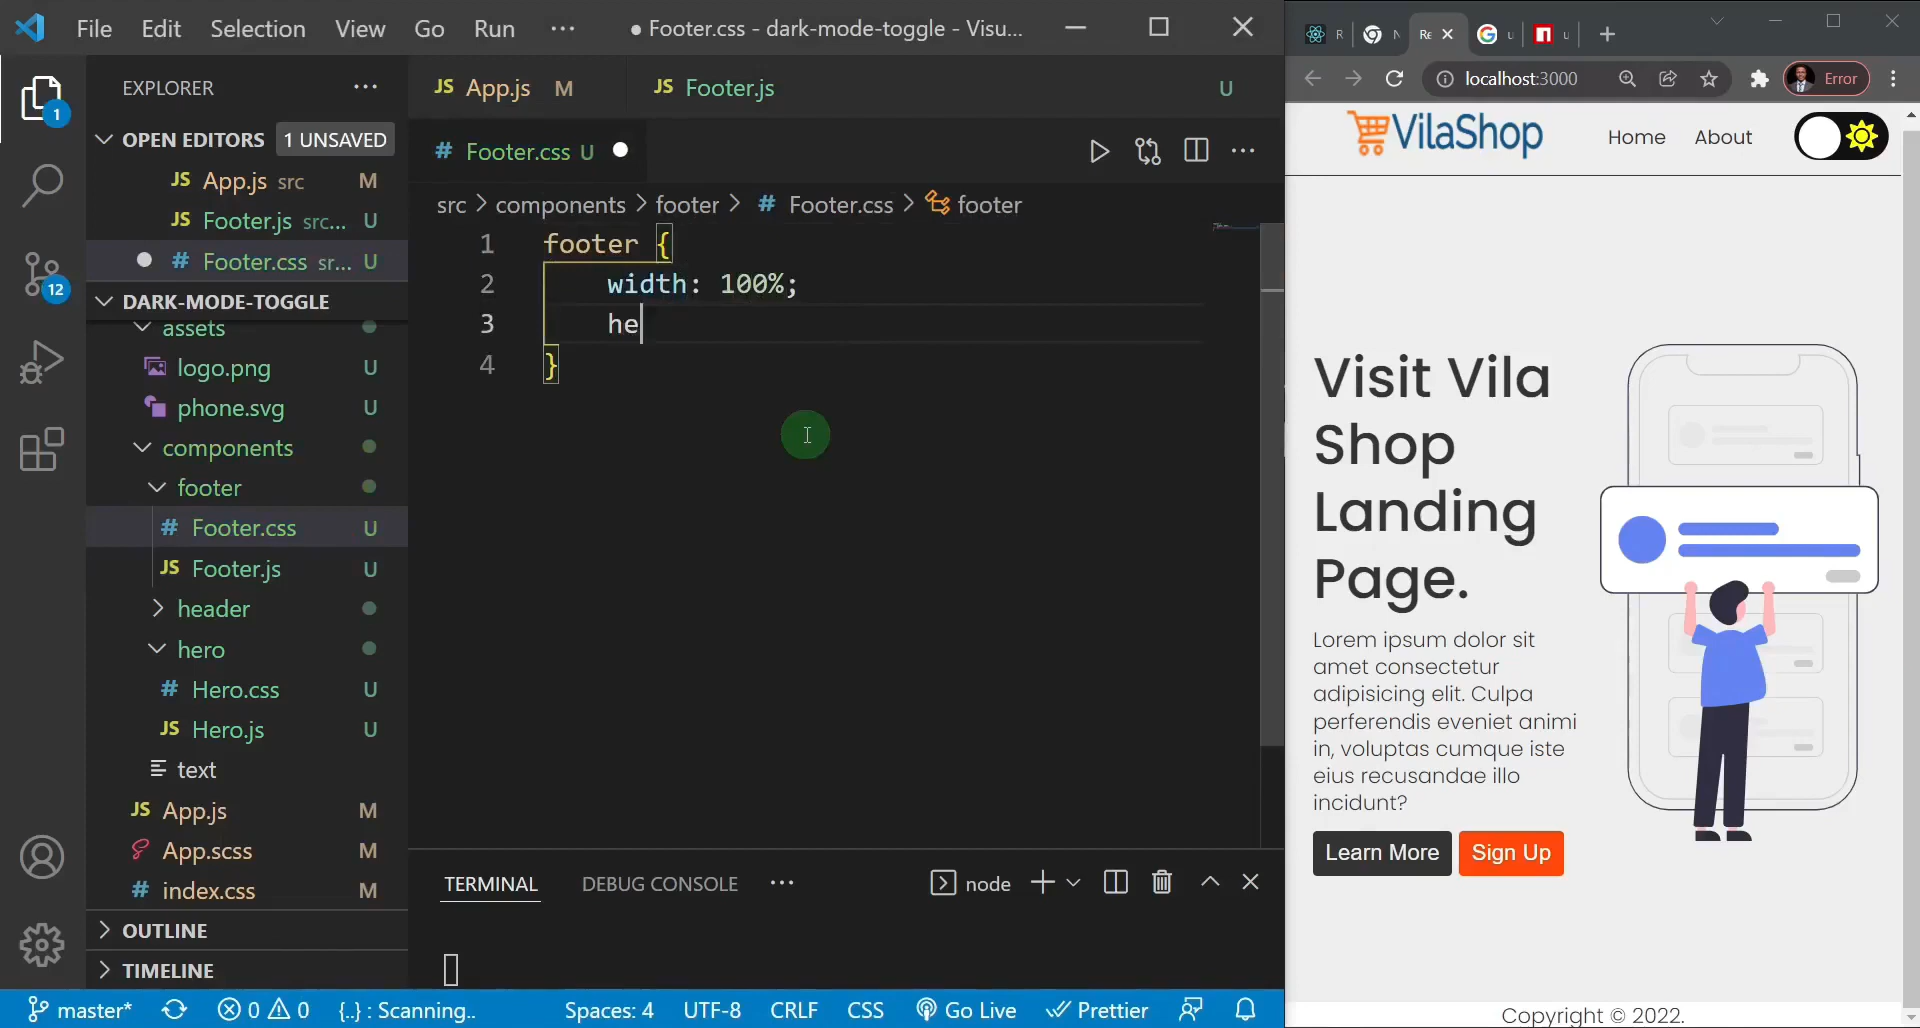 File Edit Selection View Go Run ··· ● Footer.css - dark-mode-toggle - Visu...
EXPLORER ···
OPEN EDITORS 1 UNSAVED
JS App.js src M
JS Footer.js src... U
# Footer.css sr... U
DARK-MODE-TOGGLE
assets
logo.png U
phone.svg U
components
footer
# Footer.css U
JS Footer.js U
header
hero
# Hero.css U
JS Hero.js U
text
JS App.js M
App.scss M
# index.css M
OUTLINE
TIMELINE
1
12
JS App.js M JS Footer.js U
# Footer.css U
src > components > footer > # Footer.css > footer
1 footer {
2 width: 100%;
3 he
4 }
TERMINAL DEBUG CONSOLE ··· node
master* 0 0 {..} : Scanning.. Spaces: 4 UTF-8 CRLF CSS Go Live Prettier
R N Re u u
localhost:3000 Error
VilaShop Home About
Visit Vila
Shop
Landing
Page.
Lorem ipsum dolor sit
amet consectetur
adipisicing elit. Culpa
perferendis eveniet animi
in, voluptas cumque iste
eius recusandae illo
incidunt?
Learn More Sign Up
Copyright © 2022.